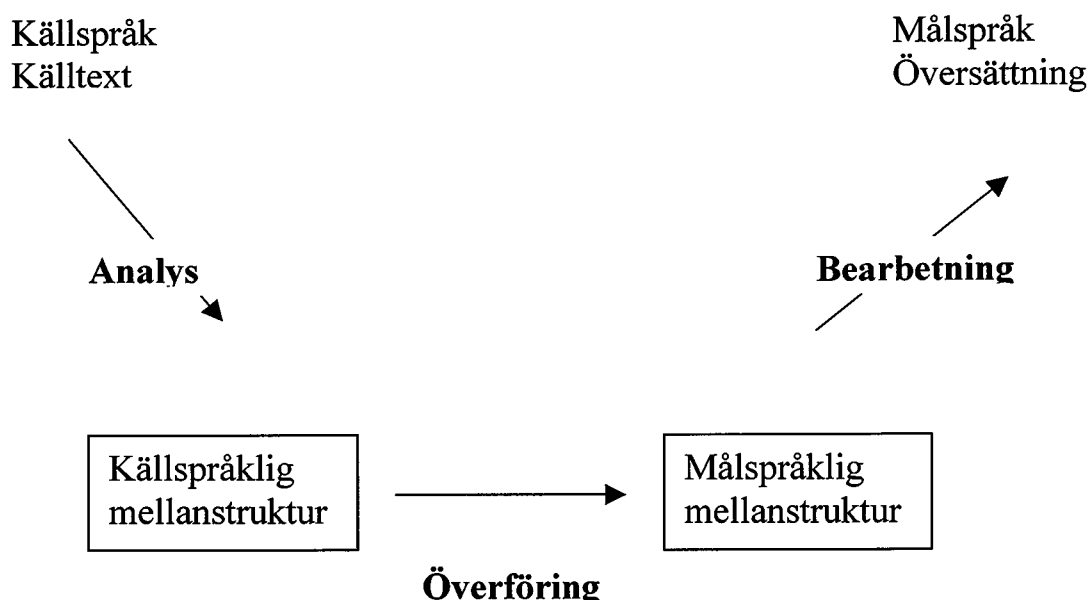 Källspråk
Källtext
Målspråk
Översättning
Analys
Bearbetning
Källspråklig
mellanstruktur
Målspråklig
mellanstruktur
Överföring